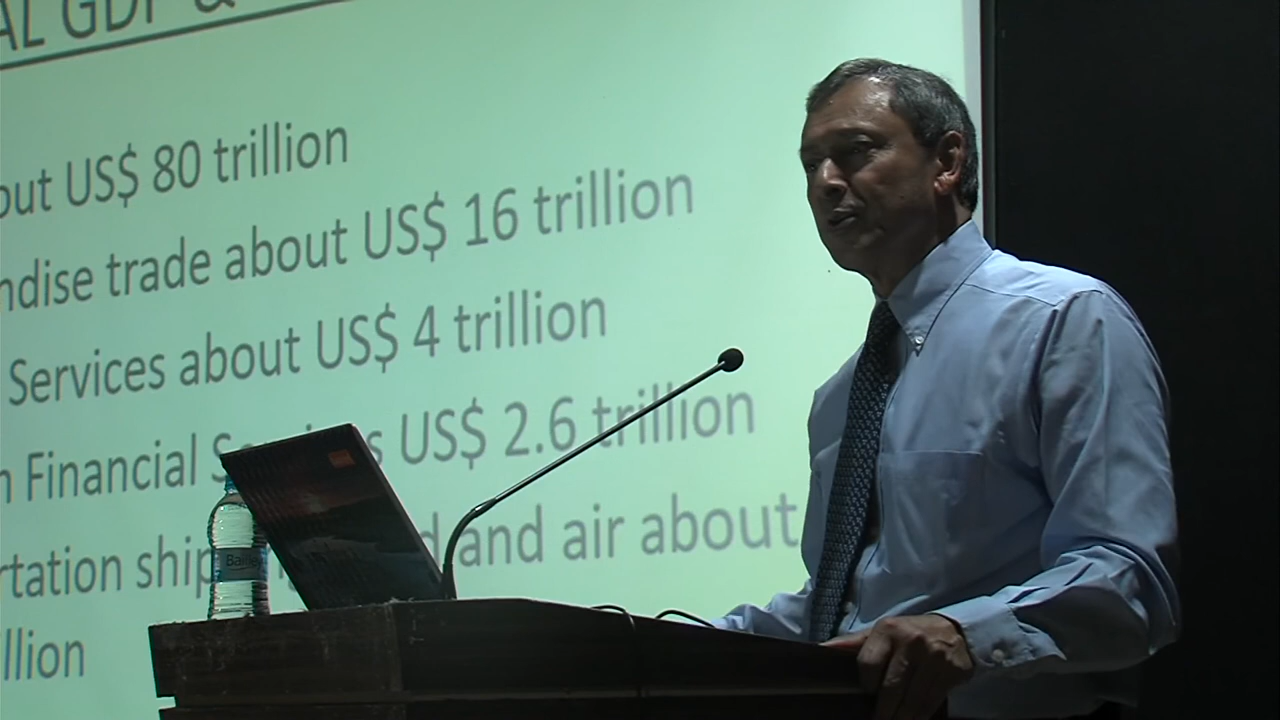 AL GDP &
out US$ 80 trillion
ndise trade about US$ 16 trillion
Services about US$ 4 trillion
n Financial US$ 2.6 trillion
rtation ship and air about
llion